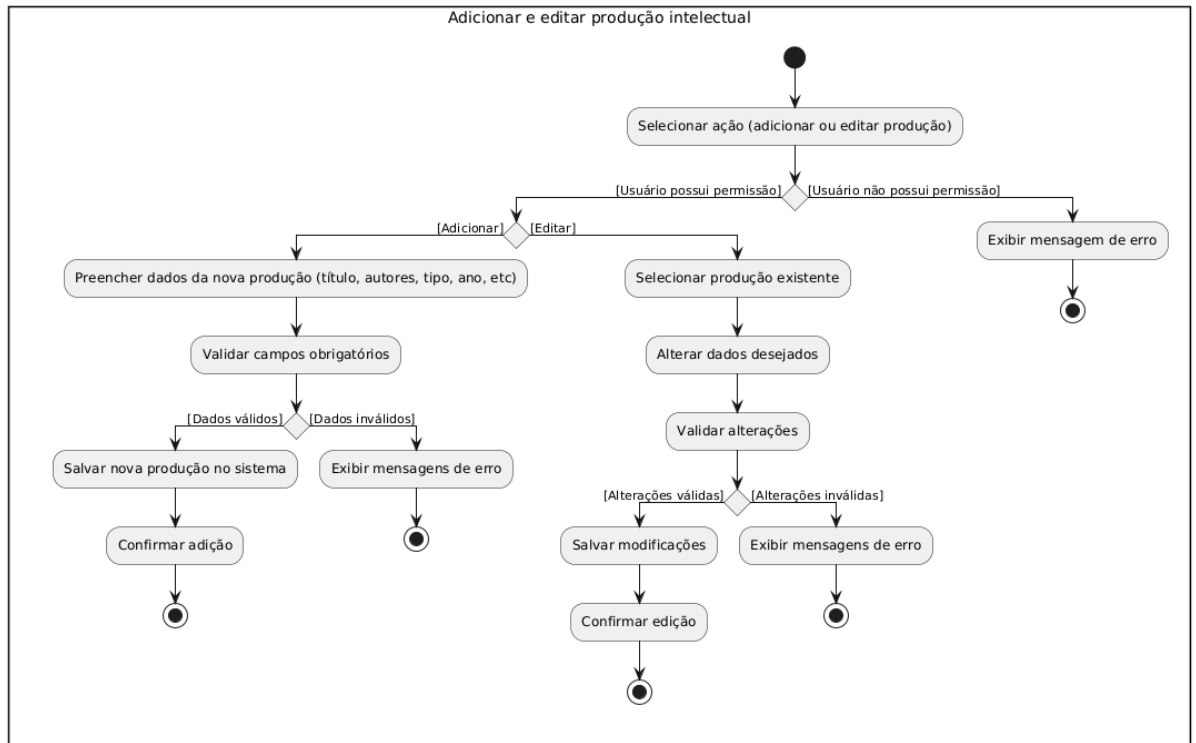 Adicionar e editar produção intelectual
Selecionar ação (adicionar ou editar produção)
[Usuário possui permissão]
[Usuário não possui permissão]
[Adicionar]
[Editar]
Exibir mensagem de erro
Preencher dados da nova produção (título, autores, tipo, ano, etc)
Selecionar produção existente
Validar campos obrigatórios
Alterar dados desejados
[Dados válidos]
[Dados inválidos]
Validar alterações
Salvar nova produção no sistema
Exibir mensagens de erro
[Alterações válidas]
[Alterações inválidas]
Confirmar adição
Salvar modificações
Exibir mensagens de erro
Confirmar edição